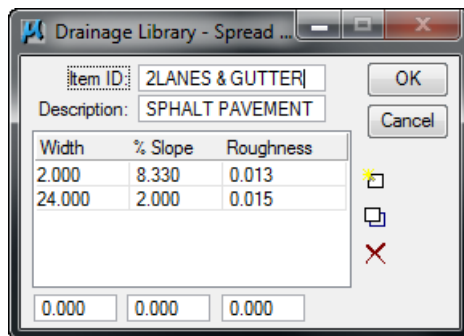 Drainage Library - Spread ...
Item ID: 2LANES & GUTTER
OK
Description: SPHALT PAVEMENT
Cancel
Width % Slope Roughness
2.000 8.330 0.013
24.000 2.000 0.015
0.000 0.000 0.000